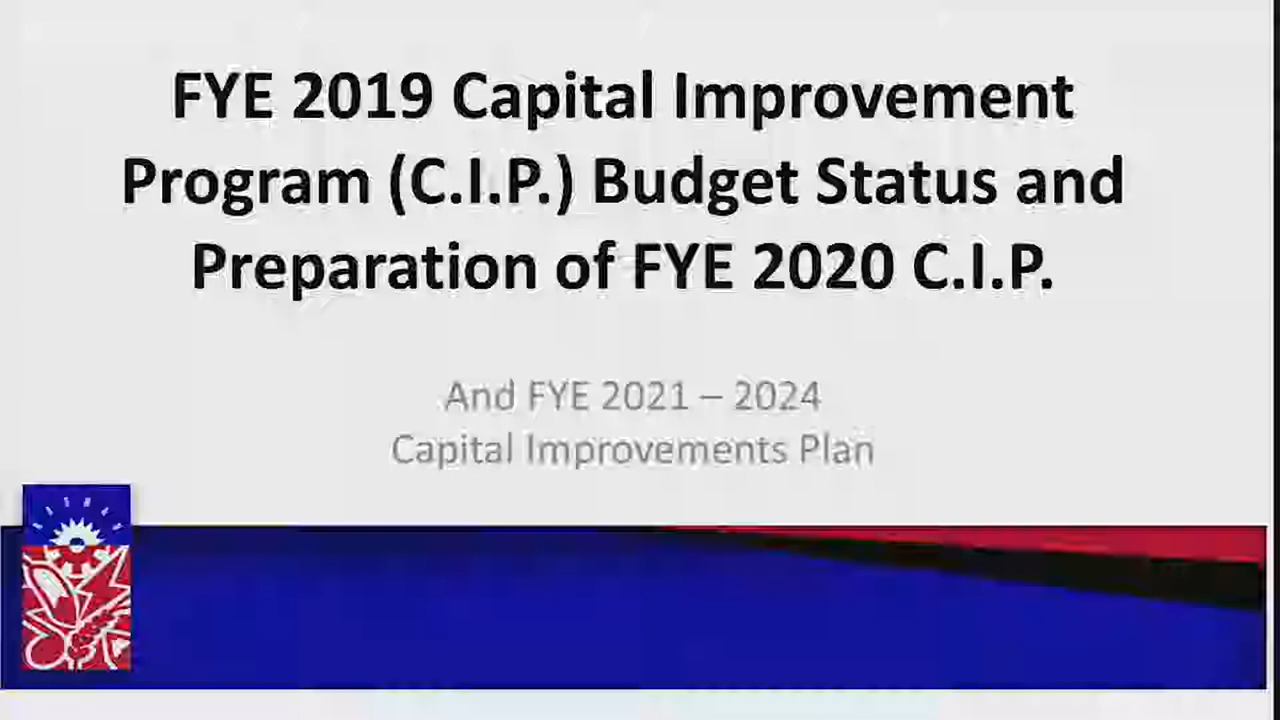 FYE 2019 Capital Improvement
Program (C.I.P.) Budget Status and
Preparation of FYE 2020 C.I.P.
And FYE 2021 – 2024
Capital Improvements Plan